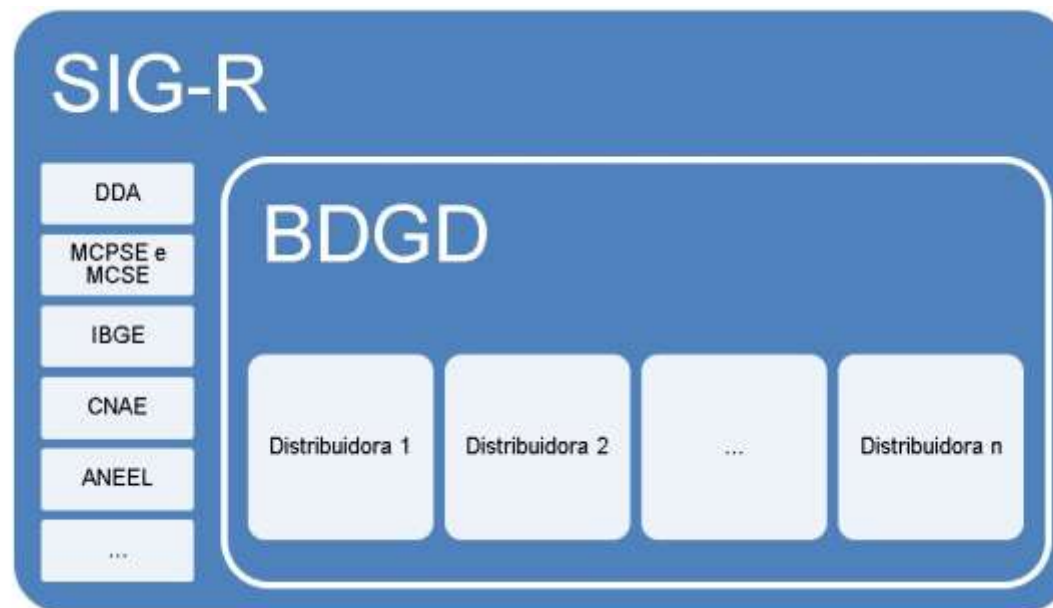 SIG-R
DDA
MCPSE e
MCSE
IBGE
CNAE
ANEEL
...
BDGD
Distribuidora 1
Distribuidora 2
...
Distribuidora n